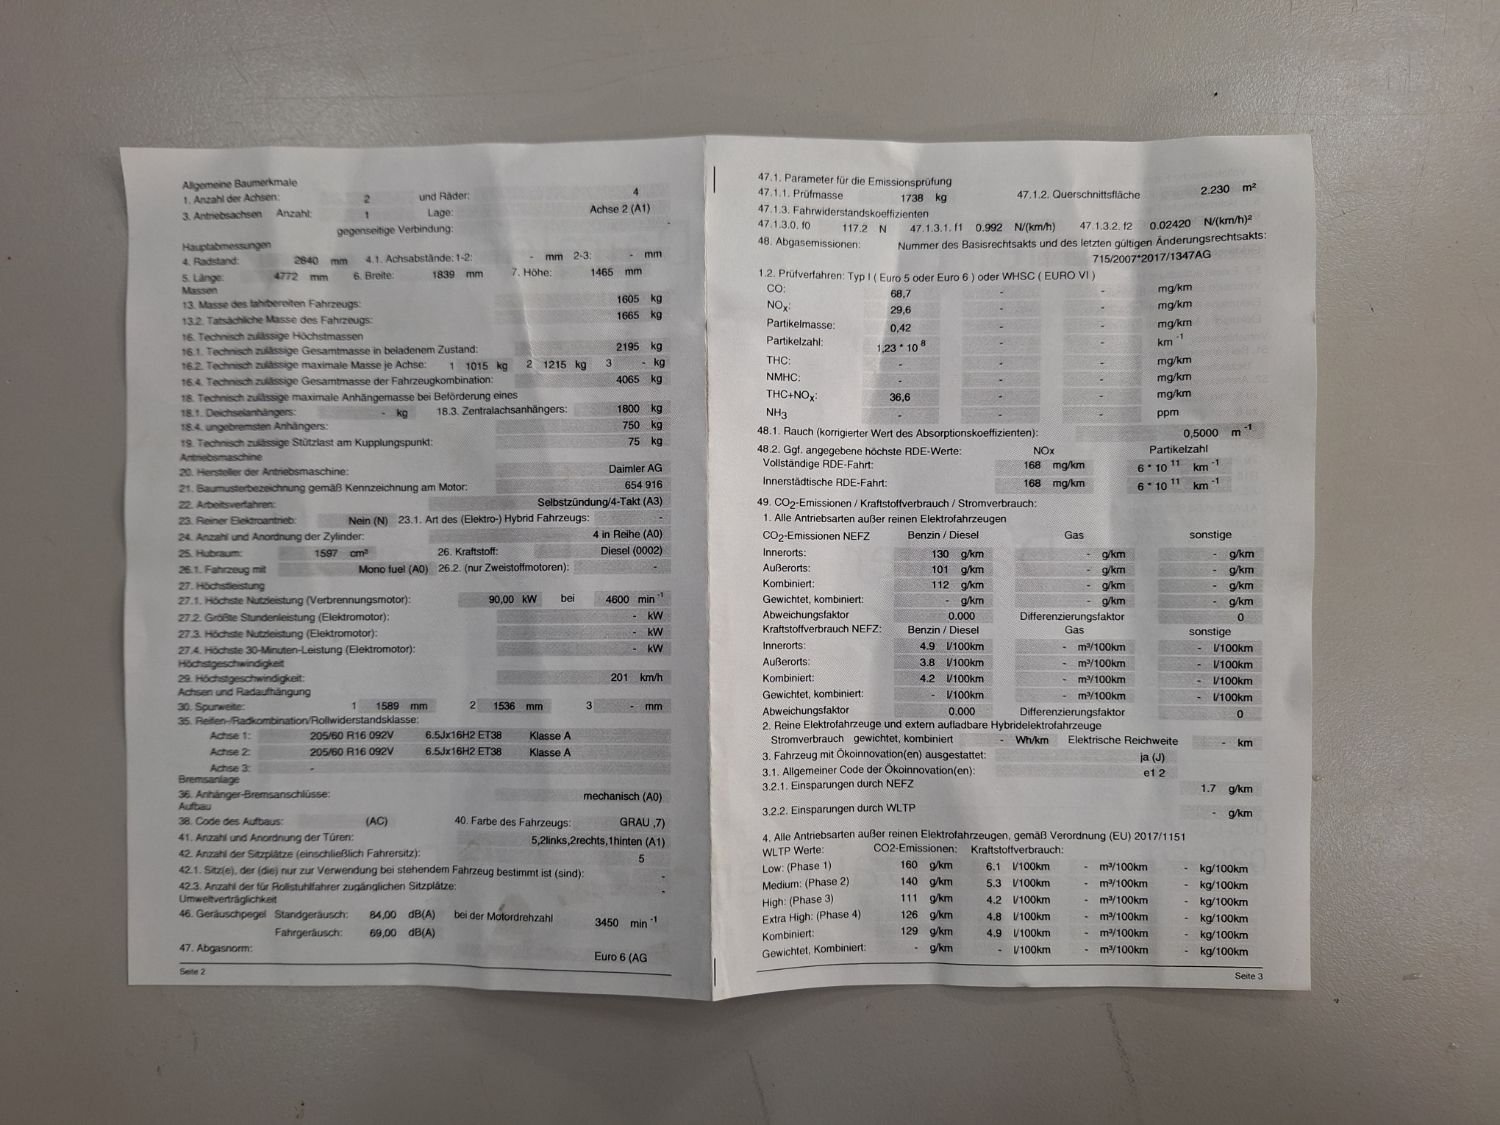 Allgemeine Baumerkmale
1. Anzahl der Achsen: 2 und Räder: 4
3. Antriebsachsen Anzahl: 1 Lage: Achse 2 (A1)
gegenseitige Verbindung:
Hauptabmessungen
4. Radstand: 2840 mm 4.1. Achsabstände: 1-2: - mm 2-3: - mm
5. Länge: 4772 mm 6. Breite: 1839 mm 7. Höhe: 1465 mm
Massen
13. Masse des fahrbereiten Fahrzeugs: 1605 kg
13.2. Tatsächliche Masse des Fahrzeugs: 1665 kg
16. Technisch zulässige Höchstmassen
16.1. Technisch zulässige Gesamtmasse in beladenem Zustand: 2195 kg
16.2. Technisch zulässige maximale Masse je Achse: 1 1015 kg 2 1215 kg 3 - kg
16.4. Technisch zulässige Gesamtmasse der Fahrzeugkombination: 4065 kg
18. Technisch zulässige maximale Anhängemasse bei Beförderung eines
18.1. Deichselanhängers: - kg 18.3. Zentralachsanhängers: 1800 kg
18.4. ungebremsten Anhängers: 750 kg
19. Technisch zulässige Stützlast am Kupplungspunkt: 75 kg
Antriebsmaschine
20. Hersteller der Antriebsmaschine: Daimler AG
21. Baumusterbezeichnung gemäß Kennzeichnung am Motor: 654 916
22. Arbeitsverfahren: Selbstzündung/4-Takt (A3)
23. Reiner Elektroantrieb: Nein (N) 23.1. Art des (Elektro-) Hybrid Fahrzeugs: -
24. Anzahl und Anordnung der Zylinder: 4 in Reihe (A0)
25. Hubraum: 1597 cm³ 26. Kraftstoff: Diesel (0002)
26.1. Fahrzeug mit Mono fuel (A0) 26.2. (nur Zweistoffmotoren): -
27. Höchstleistung
27.1. Höchste Nutzleistung (Verbrennungsmotor): 90,00 kW bei 4600 min⁻¹
27.2. Größte Stundenleistung (Elektromotor): - kW
27.3. Höchste Nutzleistung (Elektromotor): - kW
27.4. Höchste 30-Minuten-Leistung (Elektromotor): - kW
Höchstgeschwindigkeit
29. Höchstgeschwindigkeit: 201 km/h
Achsen und Radaufhängung
30. Spurweite: 1 1589 mm 2 1536 mm 3 - mm
35. Reifen-/Radkombination/Rollwiderstandsklasse:
Achse 1: 205/60 R16 092V 6.5Jx16H2 ET38 Klasse A
Achse 2: 205/60 R16 092V 6.5Jx16H2 ET38 Klasse A
Achse 3: -
Bremsanlage
36. Anhänger-Bremsanschlüsse: mechanisch (A0)
Aufbau
38. Code des Aufbaus: (AC) 40. Farbe des Fahrzeugs: GRAU ,7)
41. Anzahl und Anordnung der Türen: 5,2links,2rechts,1hinten (A1)
42. Anzahl der Sitzplätze (einschließlich Fahrersitz): 5
42.1. Sitz(e), der (die) nur zur Verwendung bei stehendem Fahrzeug bestimmt ist (sind): -
42.3. Anzahl der für Rollstuhlfahrer zugänglichen Sitzplätze: -
Umweltverträglichkeit
46. Geräuschpegel Standgeräusch: 84,00 dB(A) bei der Motordrehzahl 3450 min⁻¹
Fahrgeräusch: 69,00 dB(A)
47. Abgasnorm: Euro 6 (AG
Seite 2
47.1. Parameter für die Emissionsprüfung
47.1.1. Prüfmasse 1738 kg 47.1.2. Querschnittsfläche 2.230 m²
47.1.3. Fahrwiderstandskoeffizienten
47.1.3.0. f0 117.2 N 47.1.3.1. f1 0.992 N/(km/h) 47.1.3.2. f2 0.02420 N/(km/h)²
48. Abgasemissionen: Nummer des Basisrechtsakts und des letzten gültigen Änderungsrechtsakts:
715/2007*2017/1347AG
1.2. Prüfverfahren: Typ I ( Euro 5 oder Euro 6 ) oder WHSC ( EURO VI )
CO: 68,7 - - mg/km
NOx: 29,6 - - mg/km
Partikelmasse: 0,42 - - mg/km
Partikelzahl: 1,23 * 10⁸ - - km⁻¹
THC: - - - mg/km
NMHC: - - - mg/km
THC+NOx: 36,6 - - mg/km
NH3 - - - ppm
48.1. Rauch (korrigierter Wert des Absorptionskoeffizienten): 0,5000 m⁻¹
48.2. Ggf. angegebene höchste RDE-Werte: NOx Partikelzahl
Vollständige RDE-Fahrt: 168 mg/km 6 * 10¹¹ km⁻¹
Innerstädtische RDE-Fahrt: 168 mg/km 6 * 10¹¹ km⁻¹
49. CO2-Emissionen / Kraftstoffverbrauch / Stromverbrauch:
1. Alle Antriebsarten außer reinen Elektrofahrzeugen
CO2-Emissionen NEFZ Benzin / Diesel Gas sonstige
Innerorts: 130 g/km - g/km - g/km
Außerorts: 101 g/km - g/km - g/km
Kombiniert: 112 g/km - g/km - g/km
Gewichtet, kombiniert: - g/km - g/km - g/km
Abweichungsfaktor 0.000 Differenzierungsfaktor 0
Kraftstoffverbrauch NEFZ: Benzin / Diesel Gas sonstige
Innerorts: 4.9 l/100km - m³/100km - l/100km
Außerorts: 3.8 l/100km - m³/100km - l/100km
Kombiniert: 4.2 l/100km - m³/100km - l/100km
Gewichtet, kombiniert: - l/100km - m³/100km - l/100km
Abweichungsfaktor 0.000 Differenzierungsfaktor 0
2. Reine Elektrofahrzeuge und extern aufladbare Hybridelektrofahrzeuge
Stromverbrauch gewichtet, kombiniert - Wh/km Elektrische Reichweite - km
3. Fahrzeug mit Ökoinnovation(en) ausgestattet: ja (J)
3.1. Allgemeiner Code der Ökoinnovation(en): e1 2
3.2.1. Einsparungen durch NEFZ 1.7 g/km
3.2.2. Einsparungen durch WLTP - g/km
4. Alle Antriebsarten außer reinen Elektrofahrzeugen, gemäß Verordnung (EU) 2017/1151
WLTP Werte: CO2-Emissionen: Kraftstoffverbrauch:
Low: (Phase 1) 160 g/km 6.1 l/100km - m³/100km - kg/100km
Medium: (Phase 2) 140 g/km 5.3 l/100km - m³/100km - kg/100km
High: (Phase 3) 111 g/km 4.2 l/100km - m³/100km - kg/100km
Extra High: (Phase 4) 126 g/km 4.8 l/100km - m³/100km - kg/100km
Kombiniert: 129 g/km 4.9 l/100km - m³/100km - kg/100km
Gewichtet, Kombiniert: - g/km - l/100km - m³/100km - kg/100km
Seite 3